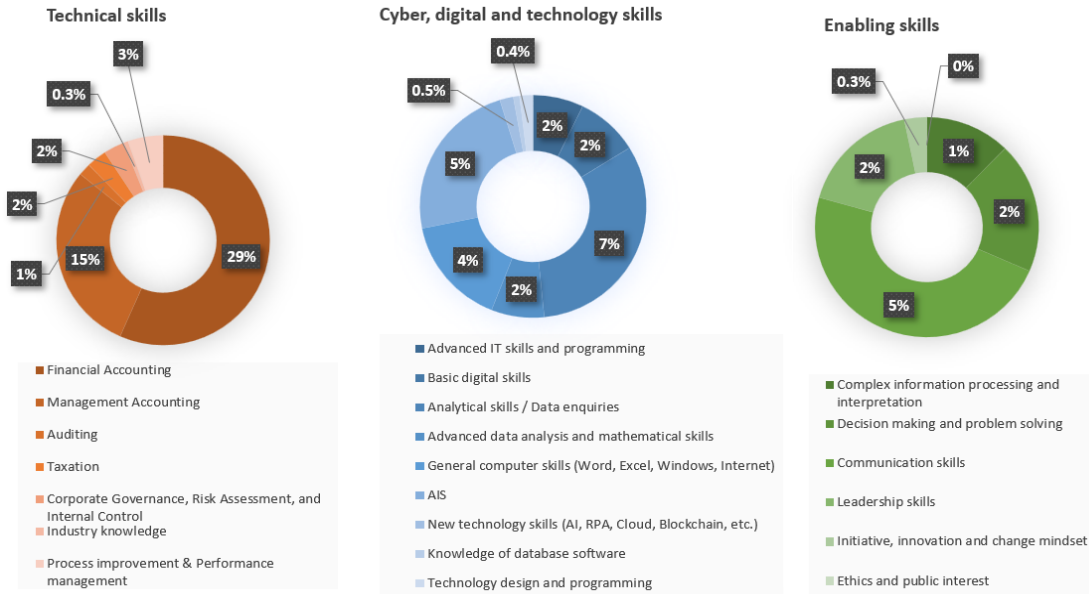 Technical skills
3%
0.3%
2%
2%
1%
15%
29%
Financial Accounting
Management Accounting
Auditing
Taxation
Corporate Governance, Risk Assessment, and
Internal Control
Industry knowledge
Process improvement & Performance
management
Cyber, digital and technology skills
0.4%
0.5%
2%
2%
5%
7%
4%
2%
Advanced IT skills and programming
Basic digital skills
Analytical skills / Data enquiries
Advanced data analysis and mathematical skills
General computer skills (Word, Excel, Windows, Internet)
AIS
New technology skills (AI, RPA, Cloud, Blockchain, etc.)
Knowledge of database software
Technology design and programming
Enabling skills
0%
0.3%
1%
2%
2%
5%
Complex information processing and
interpretation
Decision making and problem solving
Communication skills
Leadership skills
Initiative, innovation and change mindset
Ethics and public interest